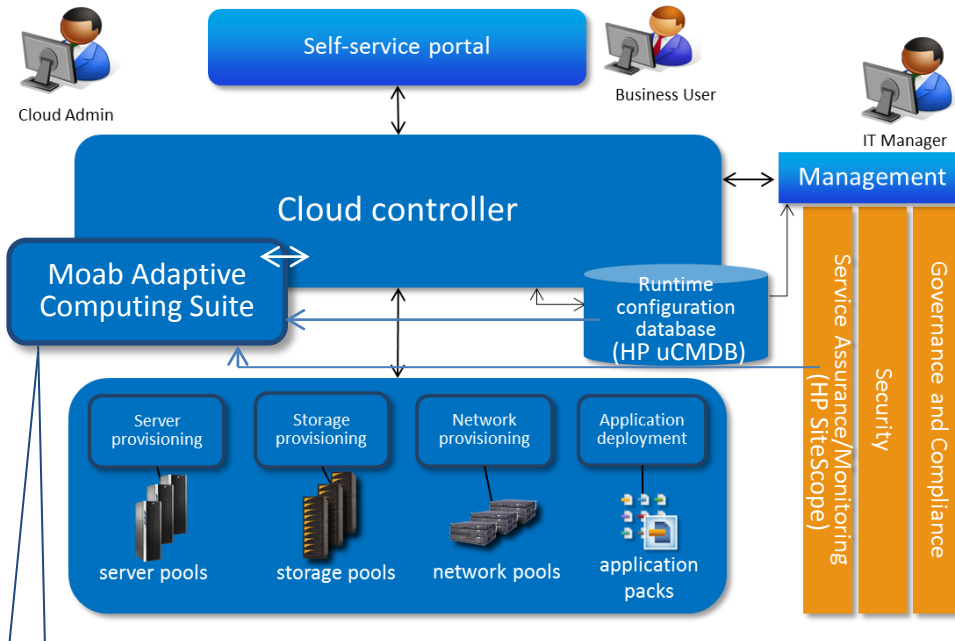 Self-service portal
Cloud Admin
Business User
IT Manager
Cloud controller
Management
Moab Adaptive
Computing Suite
Runtime
configuration
database
(HP uCMDB)
Service Assurance/Monitoring
(HP SiteScope)
Security
Governance and Compliance
Server
provisioning
Storage
provisioning
Network
provisioning
Application
deployment
server pools
storage pools
network pools
application
packs